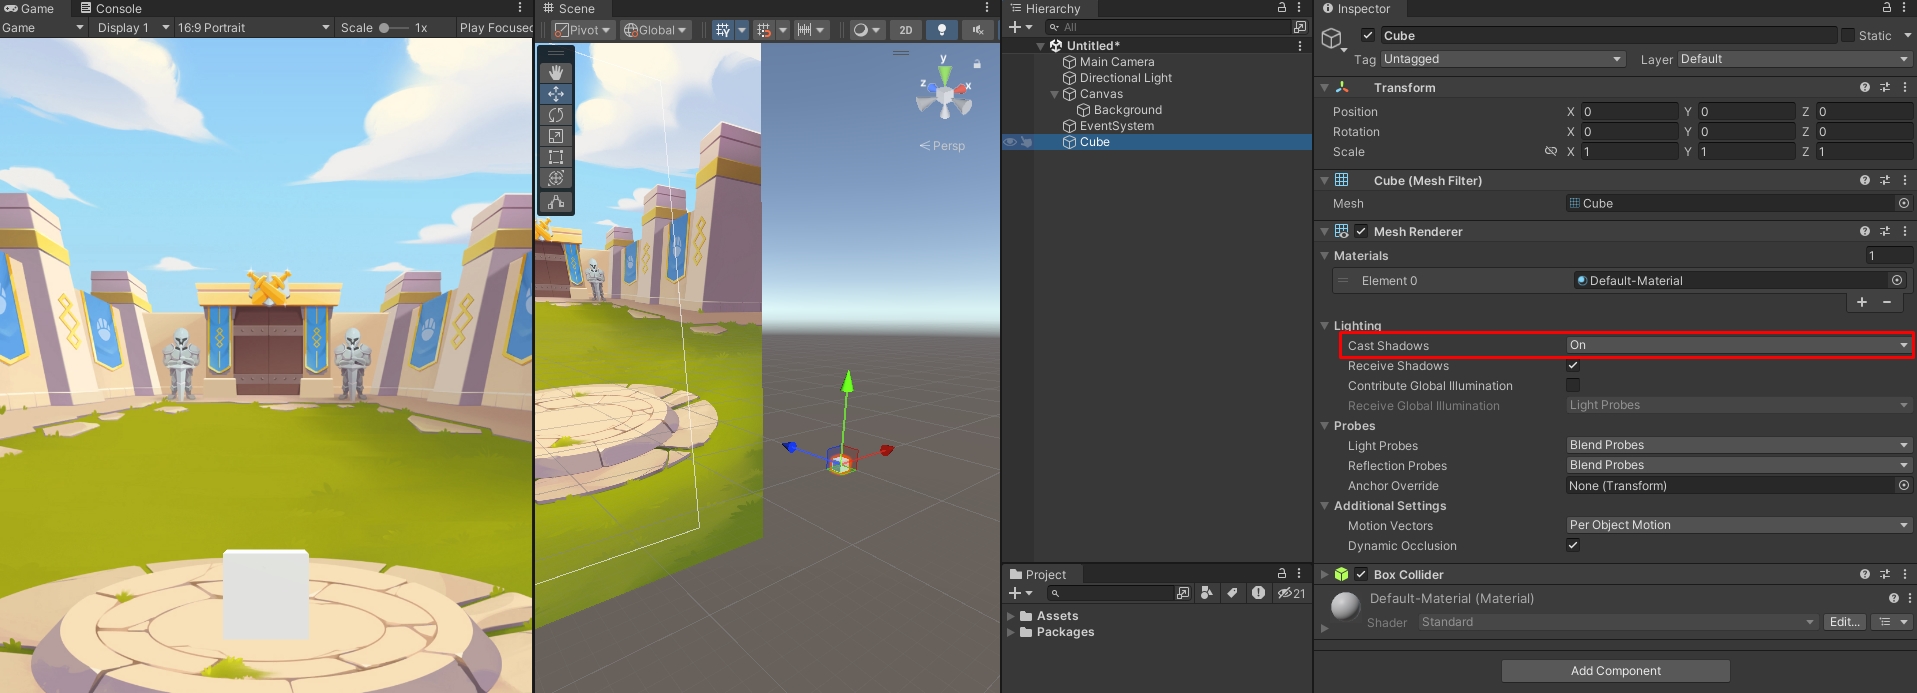 Game
Console
Game
Display 1
16:9 Portrait
Scale
1x
Play Focused
Scene
Pivot
Global
2D
y
z
x
Persp
Hierarchy
All
Untitled*
Main Camera
Directional Light
Canvas
Background
EventSystem
Cube
Project
21
Assets
Packages
Inspector
Cube
Static
Tag Untagged Layer Default
Transform
Position X 0 Y 0 Z 0
Rotation X 0 Y 0 Z 0
Scale X 1 Y 1 Z 1
Cube (Mesh Filter)
Mesh Cube
Mesh Renderer
Materials 1
Element 0 Default-Material
Lighting
Cast Shadows On
Receive Shadows
Contribute Global Illumination
Receive Global Illumination Light Probes
Probes
Light Probes Blend Probes
Reflection Probes Blend Probes
Anchor Override None (Transform)
Additional Settings
Motion Vectors Per Object Motion
Dynamic Occlusion
Box Collider
Default-Material (Material)
Shader Standard Edit...
Add Component